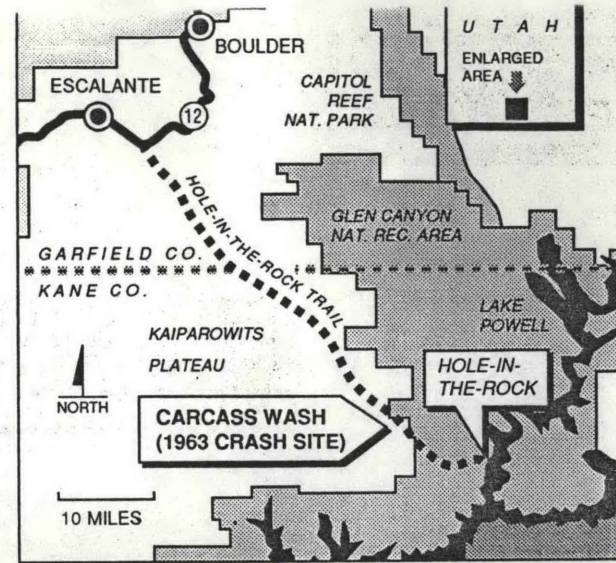 BOULDER
ESCALANTE
12
UTAH
ENLARGED
AREA
CAPITOL
REEF
NAT. PARK
HOLE-IN-THE-ROCK TRAIL
GLEN CANYON
NAT. REC. AREA
GARFIELD CO.
KANE CO.
LAKE
POWELL
KAIPAROWITS
PLATEAU
HOLE-IN-
THE-ROCK
NORTH
CARCASS WASH
(1963 CRASH SITE)
10 MILES